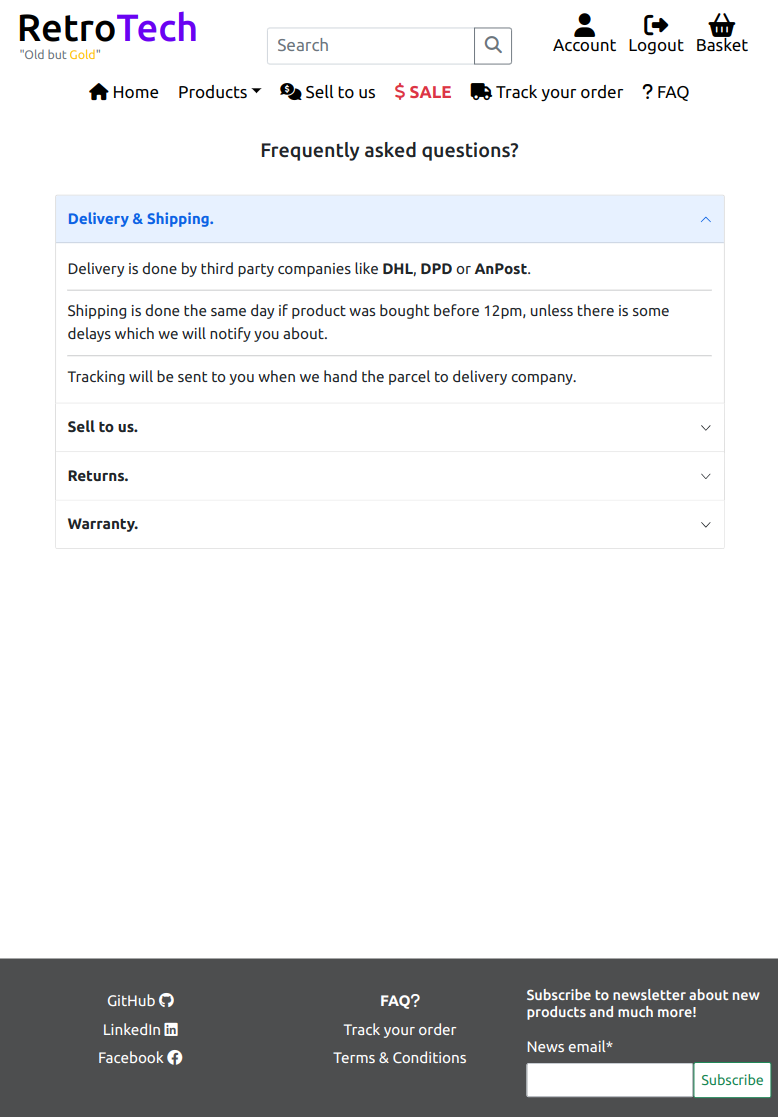 RetroTech
"Old but Gold"
Search
Account Logout Basket
Home Products Sell to us $ SALE Track your order ? FAQ
Frequently asked questions?
Delivery & Shipping.
Delivery is done by third party companies like DHL, DPD or AnPost.
Shipping is done the same day if product was bought before 12pm, unless there is some
delays which we will notify you about.
Tracking will be sent to you when we hand the parcel to delivery company.
Sell to us.
Returns.
Warranty.
GitHub
LinkedIn
Facebook
FAQ?
Track your order
Terms & Conditions
Subscribe to newsletter about new
products and much more!
News email*
Subscribe